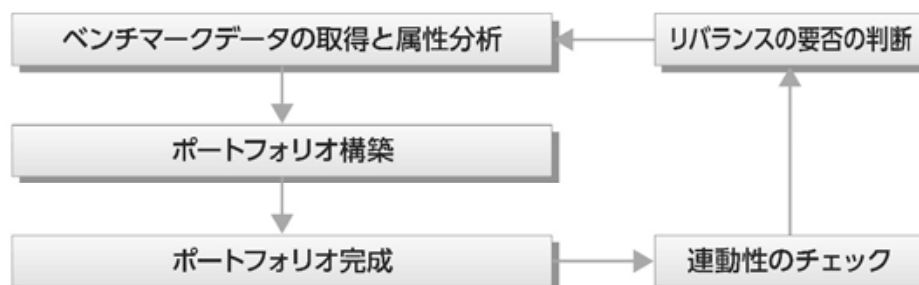 ベンチマークデータの取得と属性分析
リバランスの要否の判断
ポートフォリオ構築
ポートフォリオ完成
連動性のチェック